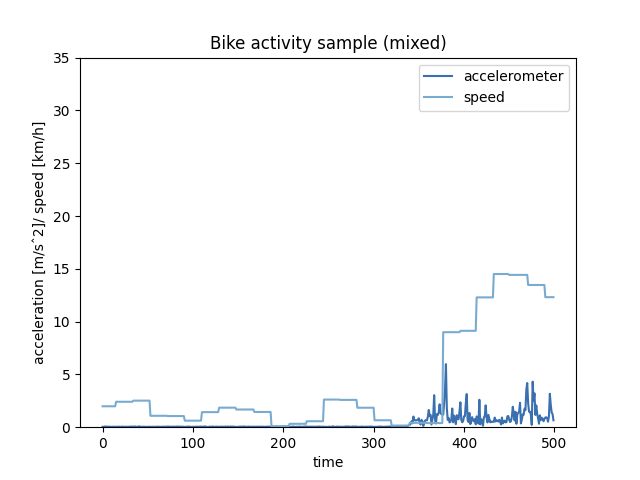 Bike activity sample (mixed)
accelerometer
speed
35
30
25
20
15
10
5
0
acceleration [m/sˆ2]/ speed [km/h]
0 100 200 300 400 500
time